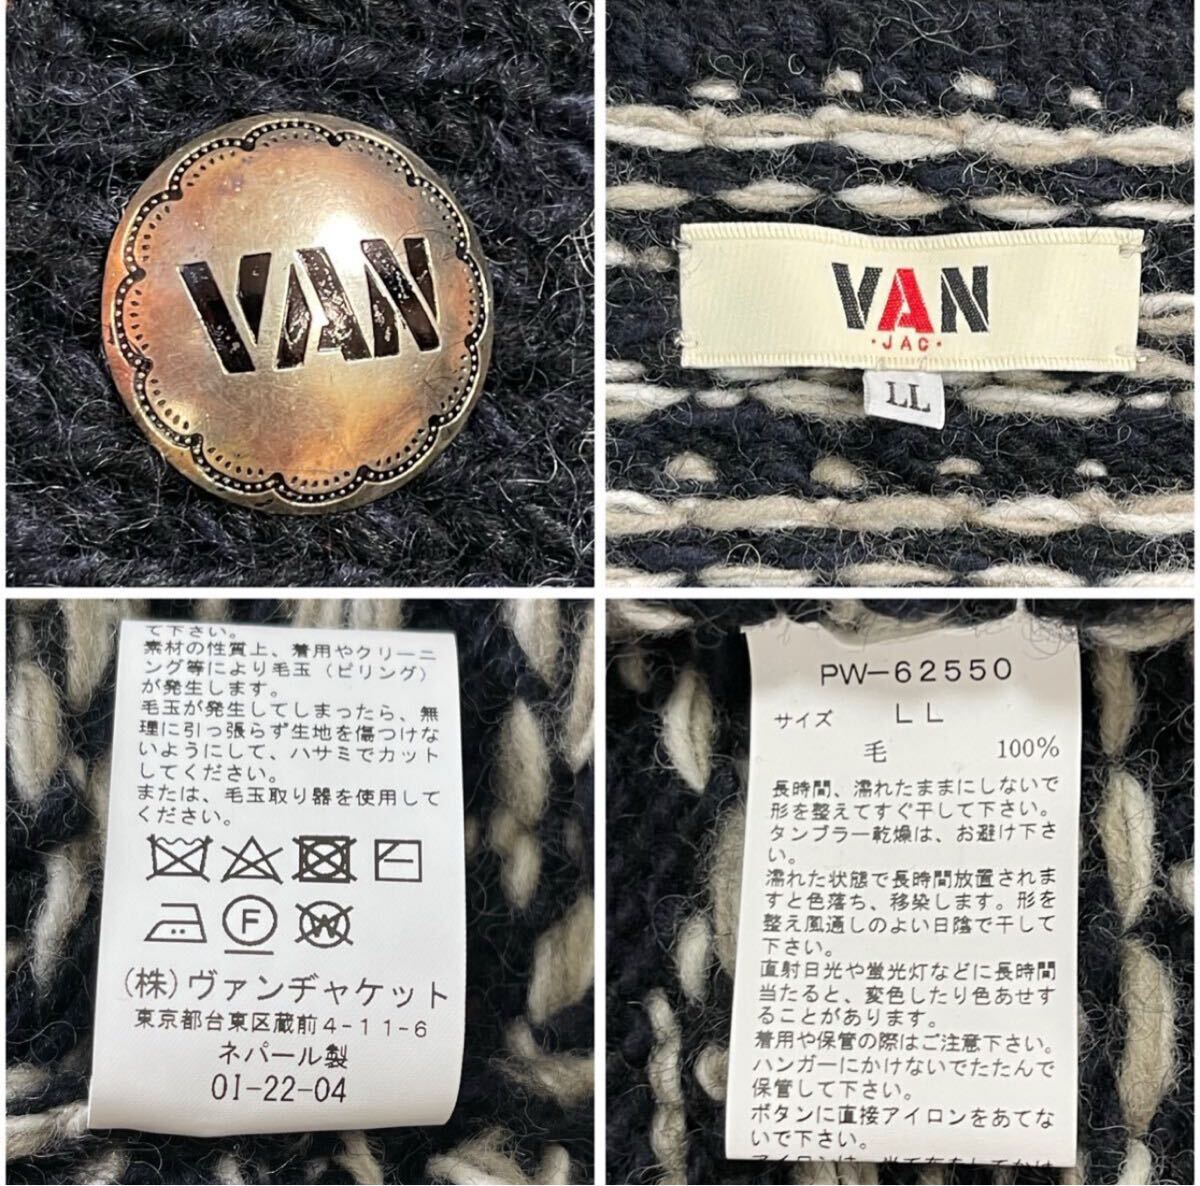 VAN
VAN
・JAC・
LL
て下さい。
素材の性質上、着用やクリーニ
ング等により毛玉（ピリング）
が発生します。
毛玉が発生してしまったら、無
理に引っ張らず生地を傷つけな
いようにして、ハサミでカット
してください。
または、毛玉取り器を使用して
ください。
F
W
(株)ヴァンヂャケット
東京都台東区蔵前4-11-6
ネパール製
01-22-04
PW-62550
サイズ LL
毛 100%
長時間、濡れたままにしないで
形を整えてすぐ干して下さい。
タンブラー乾燥は、お避け下さ
い。
濡れた状態で長時間放置されま
すと色落ち、移染します。形を
整え風通しのよい日陰で干して
下さい。
直射日光や蛍光灯などに長時間
当たると、変色したり色あせす
ることがあります。
着用や保管の際はご注意下さい。
ハンガーにかけないでたたんで
保管して下さい。
ボタンに直接アイロンをあてな
いで下さい。